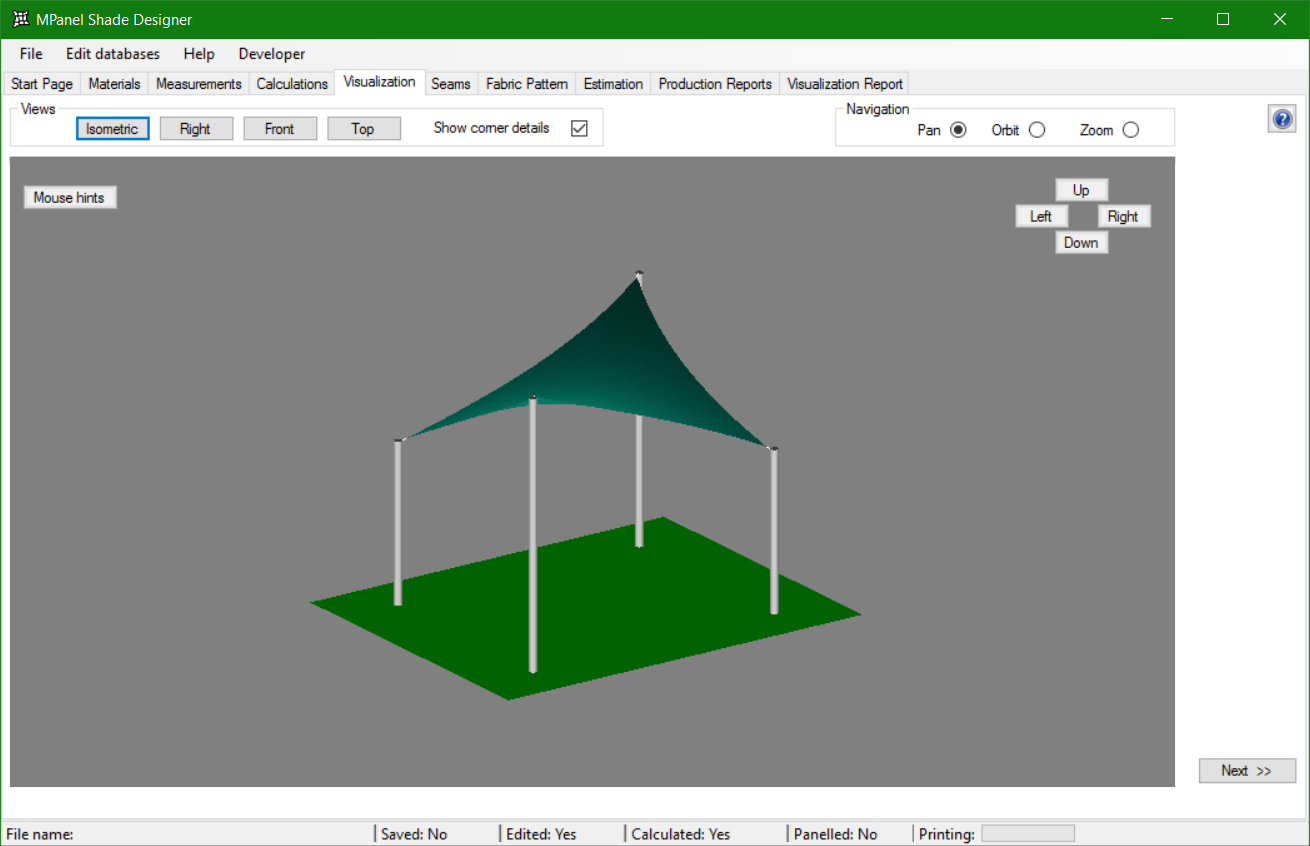 MPanel Shade Designer
File Edit databases Help Developer
Start Page Materials Measurements Calculations Visualization Seams Fabric Pattern Estimation Production Reports Visualization Report
Views
Isometric Right Front Top Show corner details
Navigation
Pan Orbit Zoom
?
Mouse hints
Up
Left Right
Down
Next >>
File name: Saved: No Edited: Yes Calculated: Yes Panelled: No Printing: